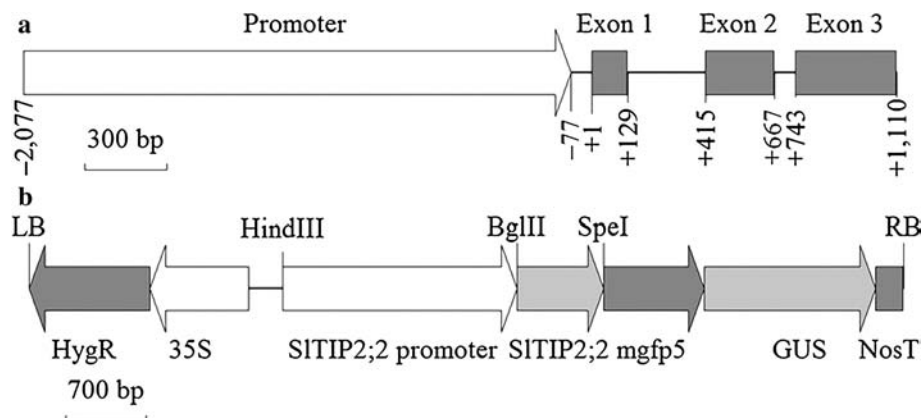 a
Promoter Exon 1 Exon 2 Exon 3
−2,077 −77 +1 +129 +415 +667 +743 +1,110
300 bp
b
LB HindIII BglII SpeI RB
HygR 35S SlTIP2;2 promoter SlTIP2;2 mgfp5 GUS NosT
700 bp